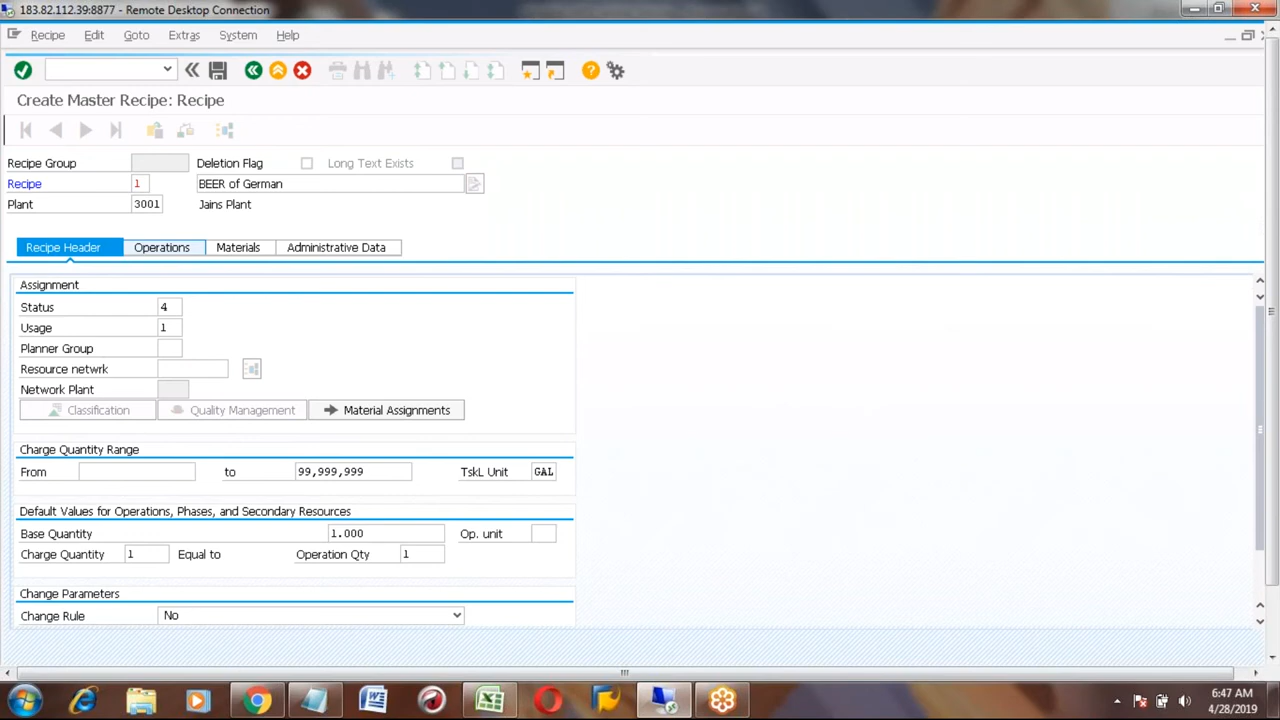 183.82.112.39:8877 - Remote Desktop Connection
Recipe Edit Goto Extras System Help
Create Master Recipe: Recipe
Recipe Group Deletion Flag Long Text Exists
Recipe 1 BEER of German
Plant 3001 Jains Plant
Recipe Header Operations Materials Administrative Data
Assignment
Status 4
Usage 1
Planner Group
Resource netwrk
Network Plant
Classification Quality Management Material Assignments
Charge Quantity Range
From to 99,999,999 TskL Unit GAL
Default Values for Operations, Phases, and Secondary Resources
Base Quantity 1.000 Op. unit
Charge Quantity 1 Equal to Operation Qty 1
Change Parameters
Change Rule No
6:47 AM
4/28/2019